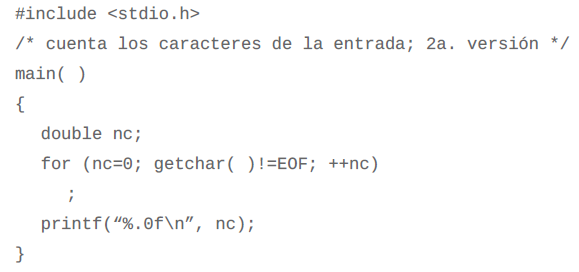 #include <stdio.h>
/* cuenta los caracteres de la entrada; 2a. versión */
main( )
{
double nc;
for (nc=0; getchar( )!=EOF; ++nc)
;
printf(“%.0f\n”, nc);
}